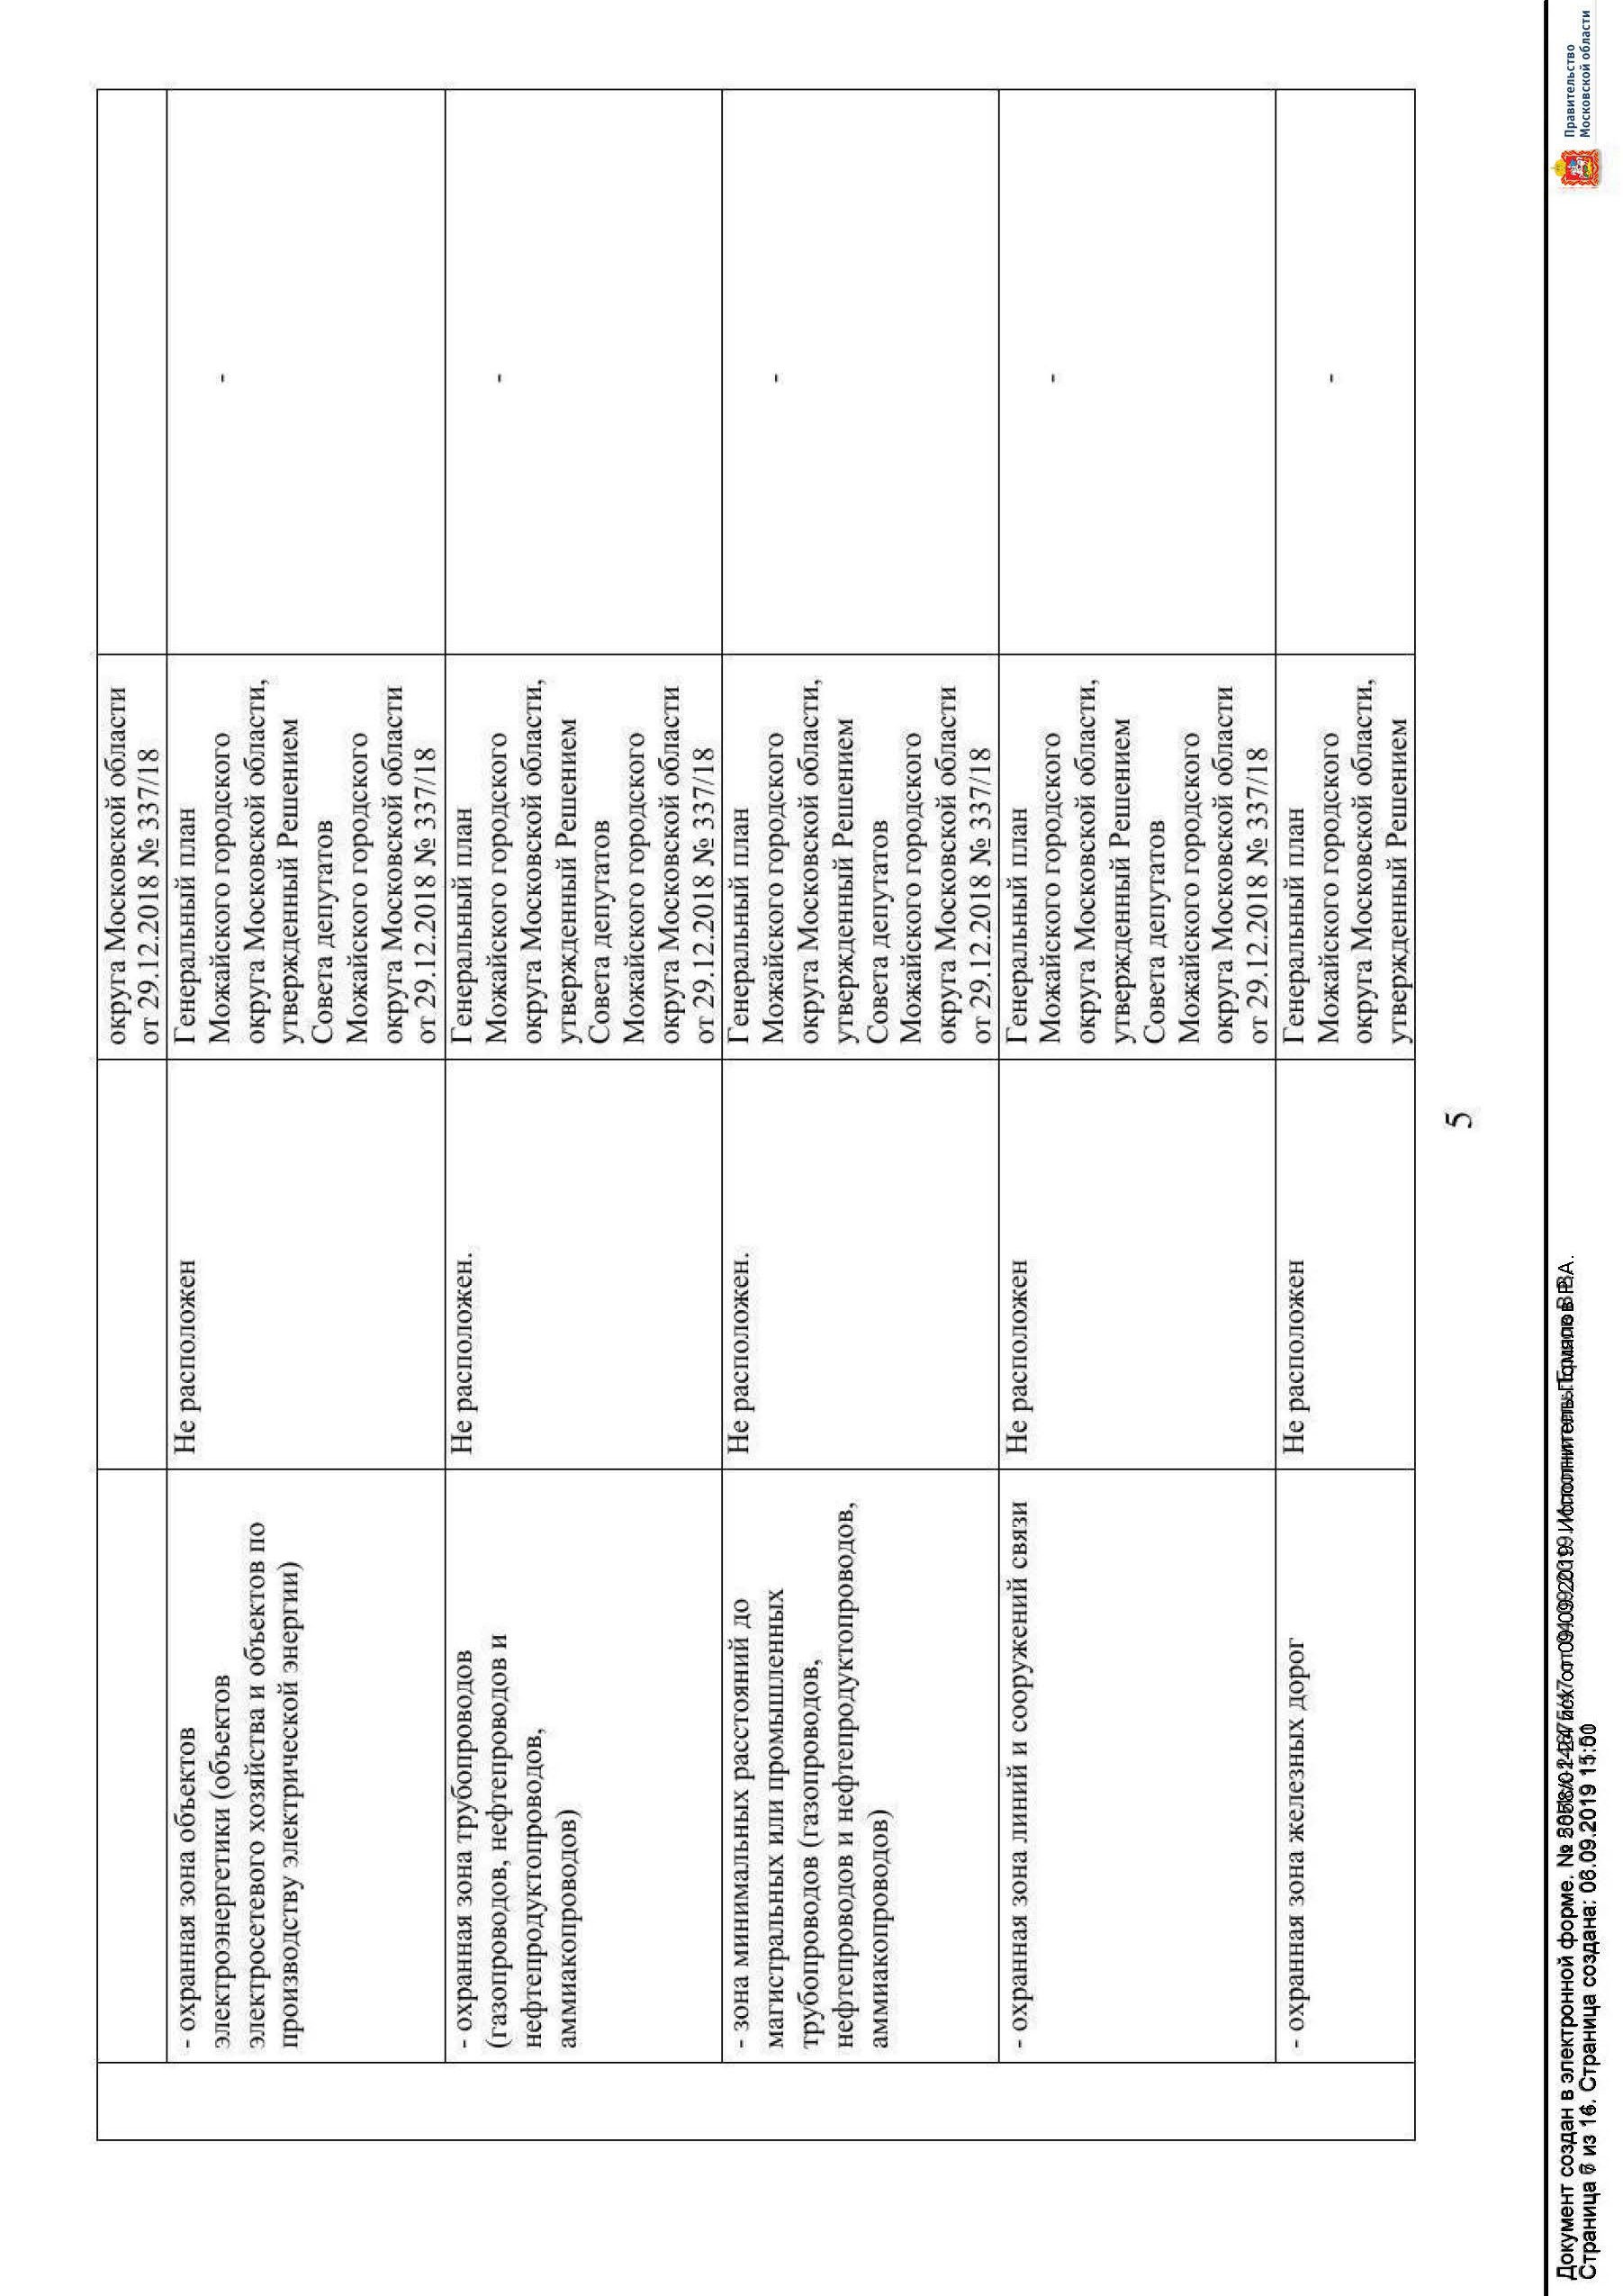 округа Московской области
от 29.12.2018 № 337/18
- охранная зона объектов
электроэнергетики (объектов
электросетевого хозяйства и объектов по
производству электрической энергии)
Не расположен
Генеральный план
Можайского городского
округа Московской области,
утвержденный Решением
Совета депутатов
Можайского городского
округа Московской области
от 29.12.2018 № 337/18
-
- охранная зона трубопроводов
(газопроводов, нефтепроводов и
нефтепродуктопроводов,
аммиакопроводов)
Не расположен.
Генеральный план
Можайского городского
округа Московской области,
утвержденный Решением
Совета депутатов
Можайского городского
округа Московской области
от 29.12.2018 № 337/18
-
- зона минимальных расстояний до
магистральных или промышленных
трубопроводов (газопроводов,
нефтепроводов и нефтепродуктопроводов,
аммиакопроводов)
Не расположен.
Генеральный план
Можайского городского
округа Московской области,
утвержденный Решением
Совета депутатов
Можайского городского
округа Московской области
от 29.12.2018 № 337/18
-
- охранная зона линий и сооружений связи
Не расположен
Генеральный план
Можайского городского
округа Московской области,
утвержденный Решением
Совета депутатов
Можайского городского
округа Московской области
от 29.12.2018 № 337/18
-
- охранная зона железных дорог
Не расположен
Генеральный план
Можайского городского
округа Московской области,
утвержденный Решением
-
5
Документ создан в электронной форме. №
Страница из Страница создана: 06.09.2019
Правительство
Московской области